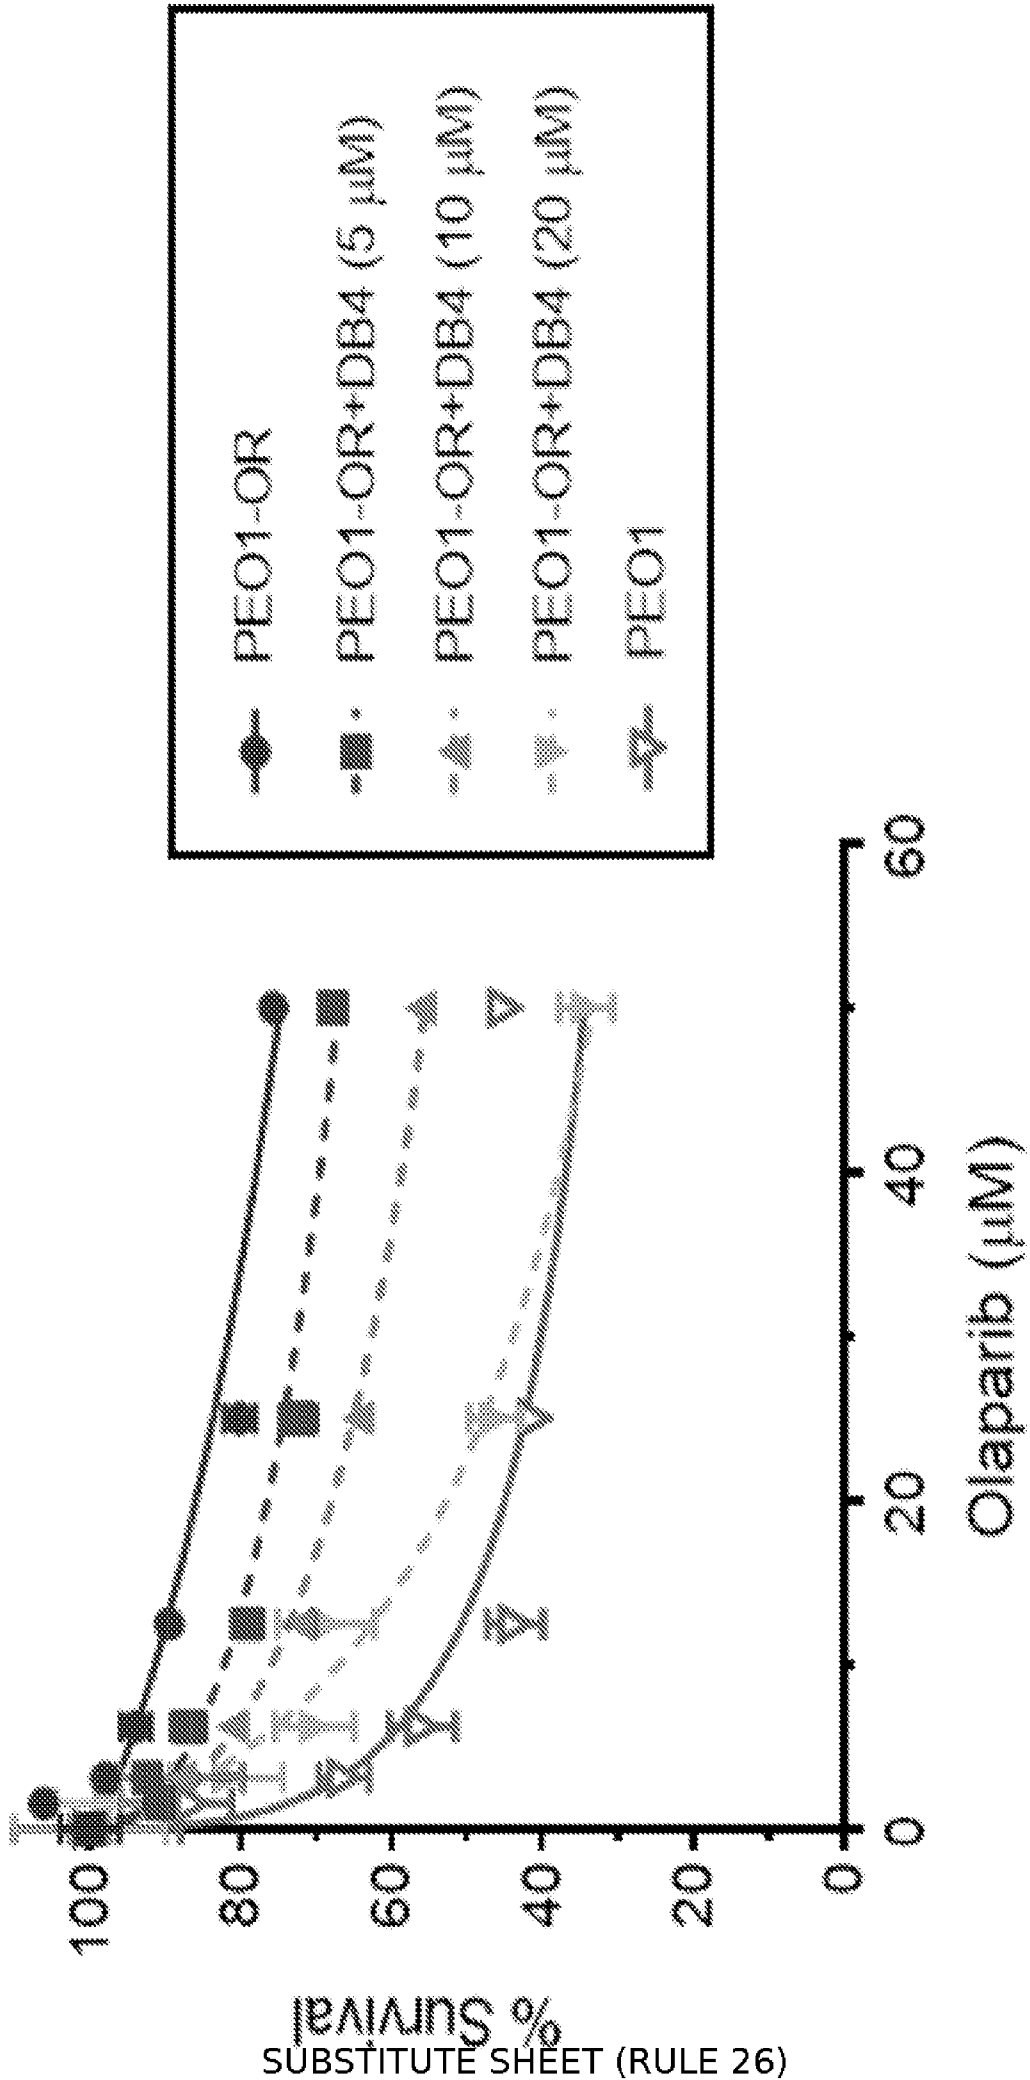 PEO1-OR
PEO1-OR+DB4 (5 µM)
PEO1-OR+DB4 (10 µM)
PEO1-OR+DB4 (20 µM)
PEO1
% Survival
100
80
60
40
20
0
0
20
40
60
Olaparib (µM)
SUBSTITUTE SHEET (RULE 26)